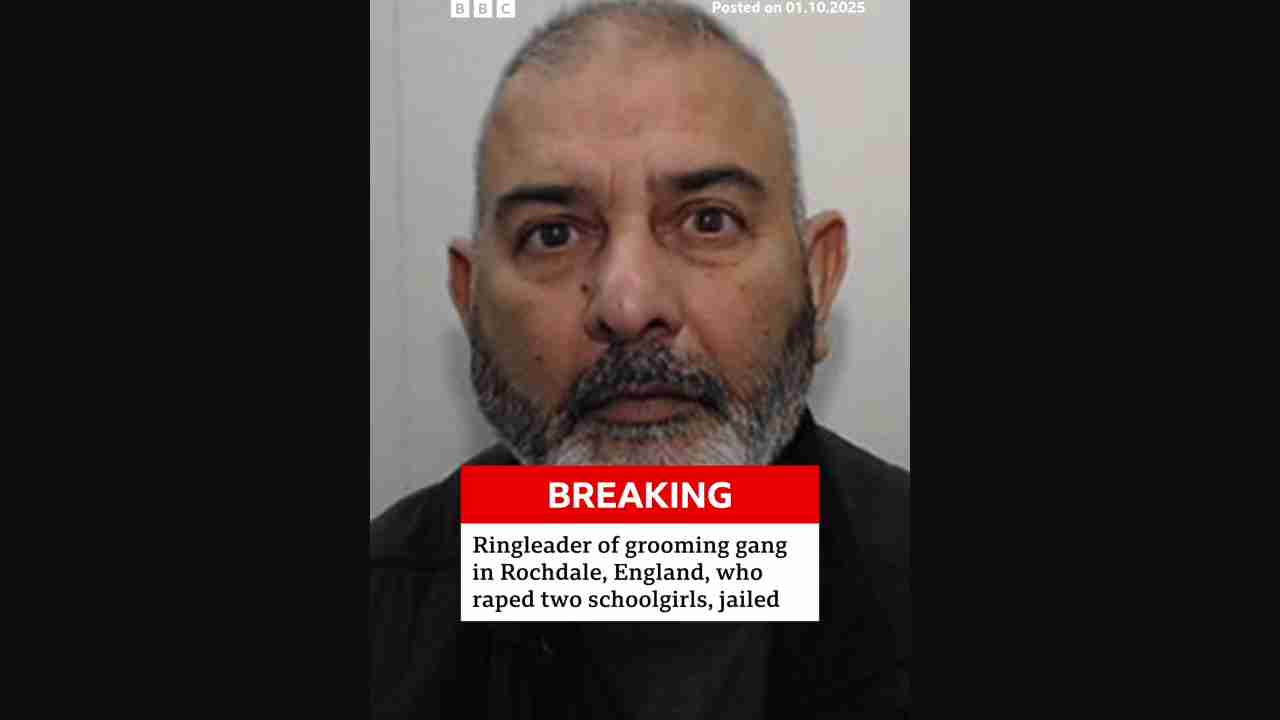 BBC Posted on 01.10.2025
BREAKING
Ringleader of grooming gang
in Rochdale, England, who
raped two schoolgirls, jailed